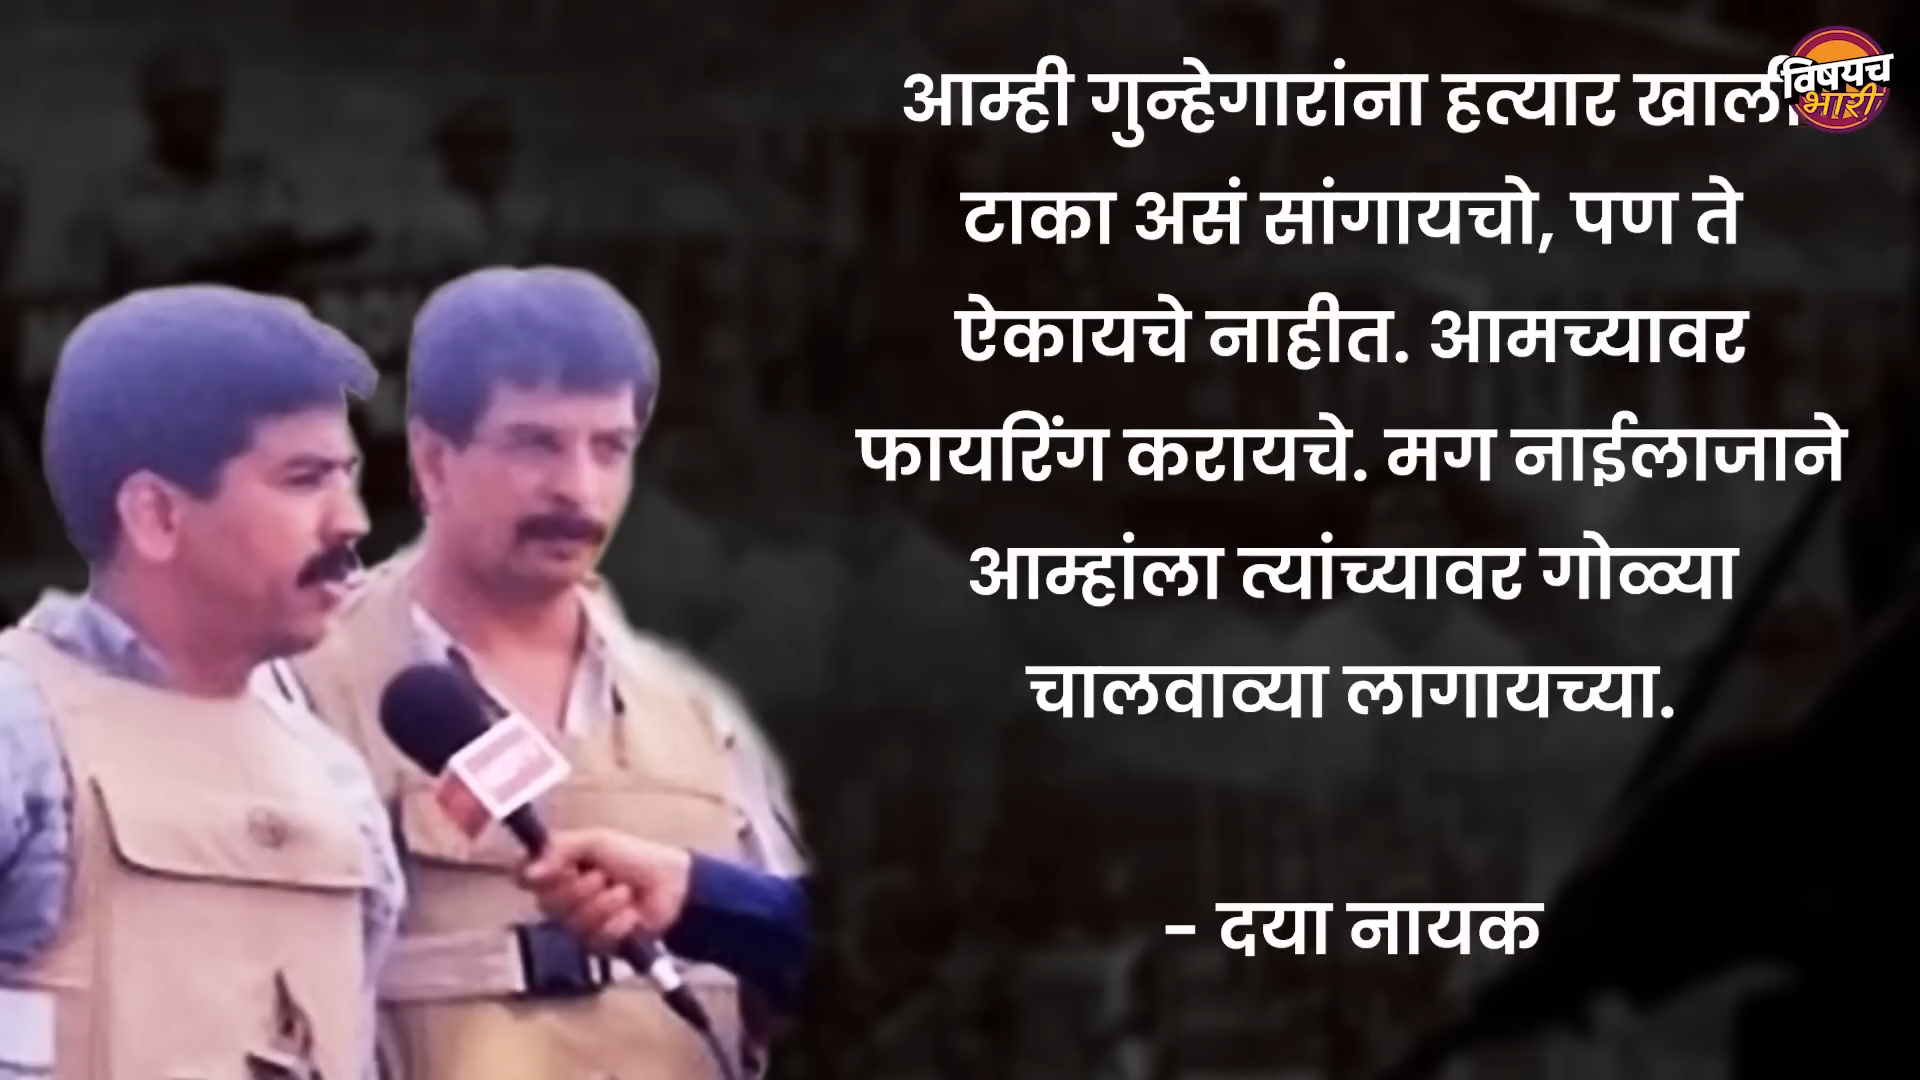 आम्ही गुन्हेगारांना हत्यार खाली
टाका असं सांगायचो, पण ते
ऐकायचे नाहीत. आमच्यावर
फायरिंग करायचे. मग नाईलाजाने
आम्हांला त्यांच्यावर गोळ्या
चालवाव्या लागायच्या.
- दया नायक
विषयच
भारी